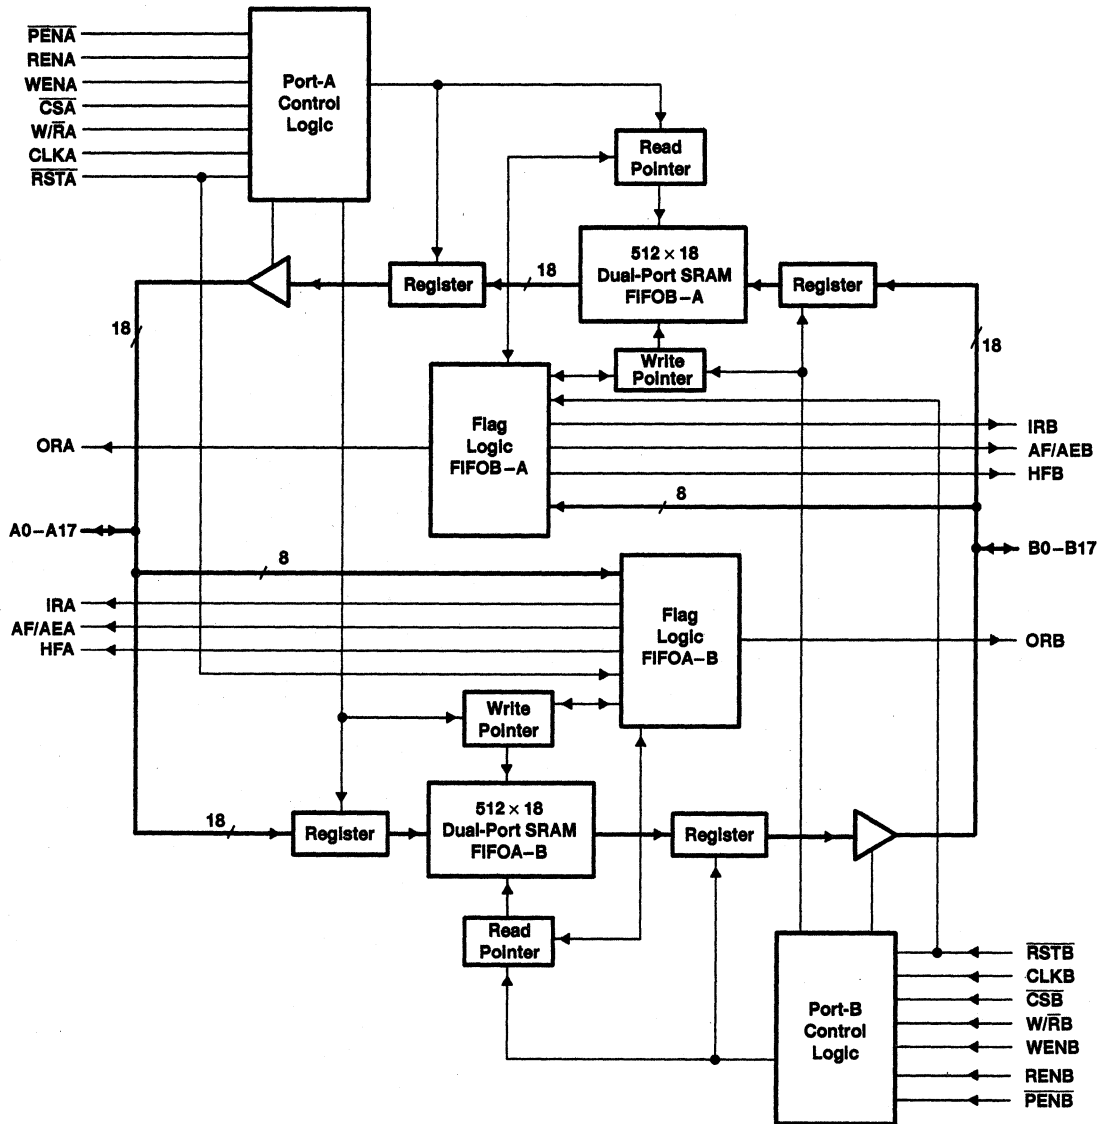 PENA
RENA
WENA
CSA
W/RA
CLKA
RSTA
Port-A
Control
Logic
Read
Pointer
512 × 18
Dual-Port SRAM
FIFOB–A
Register
18
Register
18
18
Write
Pointer
Flag
Logic
FIFOB–A
ORA
IRB
AF/AEB
HFB
8
A0–A17
B0–B17
8
IRA
AF/AEA
HFA
Flag
Logic
FIFOA–B
ORB
Write
Pointer
18
Register
512 × 18
Dual-Port SRAM
FIFOA–B
Register
Read
Pointer
Port-B
Control
Logic
RSTB
CLKB
CSB
W/RB
WENB
RENB
PENB